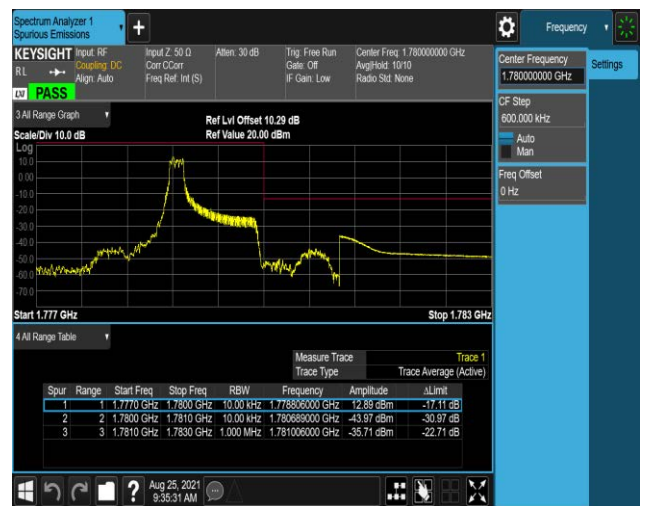 Spectrum Analyzer 1
Spurious Emissions
Frequency
KEYSIGHT
RL
Input: RF
Coupling: DC
Align: Auto
Input Z: 50 Ω
Corr CCorr
Freq Ref: Int (S)
Atten: 30 dB
Trig: Free Run
Gate: Off
IF Gain: Low
Center Freq: 1.780000000 GHz
Avg|Hold: 10/10
Radio Std: None
LXI PASS
Center Frequency
1.780000000 GHz
Settings
CF Step
600.000 kHz
Auto
Man
Freq Offset
0 Hz
3 All Range Graph
Scale/Div 10.0 dB
Ref Lvl Offset 10.29 dB
Ref Value 20.00 dBm
Log
10.0
0.00
-10.0
-20.0
-30.0
-40.0
-50.0
-60.0
-70.0
Start 1.777 GHz
Stop 1.783 GHz
4 All Range Table
Measure Trace Trace 1
Trace Type Trace Average (Active)
Spur Range Start Freq Stop Freq RBW Frequency Amplitude ΔLimit
1 1 1.7770 GHz 1.7800 GHz 10.00 kHz 1.778806000 GHz 12.89 dBm -17.11 dB
2 2 1.7800 GHz 1.7810 GHz 10.00 kHz 1.780689000 GHz -43.97 dBm -30.97 dB
3 3 1.7810 GHz 1.7830 GHz 1.000 MHz 1.781006000 GHz -35.71 dBm -22.71 dB
?
Aug 25, 2021
9:35:31 AM